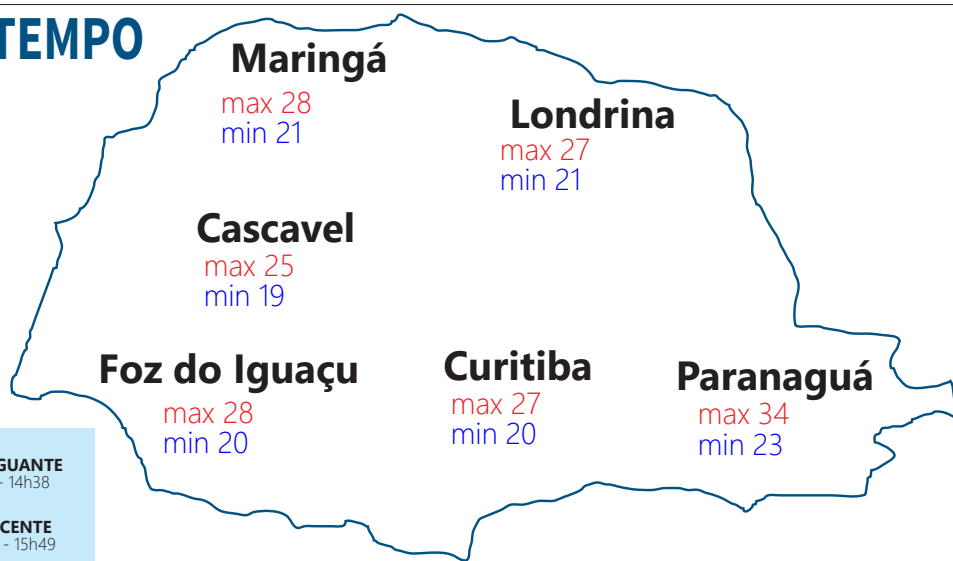 TEMPO
Maringá
max 28
min 21
Londrina
max 27
min 21
Cascavel
max 25
min 19
Foz do Iguaçu
max 28
min 20
Curitiba
max 27
min 20
Paranaguá
max 34
min 23
GUANTE
- 14h38
CENTE
- 15h49